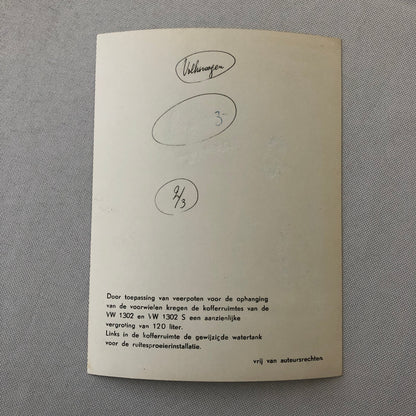 Volkswagen
3-
2/3
Door toepassing van veerpoten voor de ophanging
van de voorwielen kregen de kofferruimtes van de
VW 1302 en VW 1302 S een aanzienlijke
vergroting van 120 liter.
Links in de kofferruimte de gewijzigde watertank
voor de ruitesproeierinstallatie.
vrij van auteursrechten